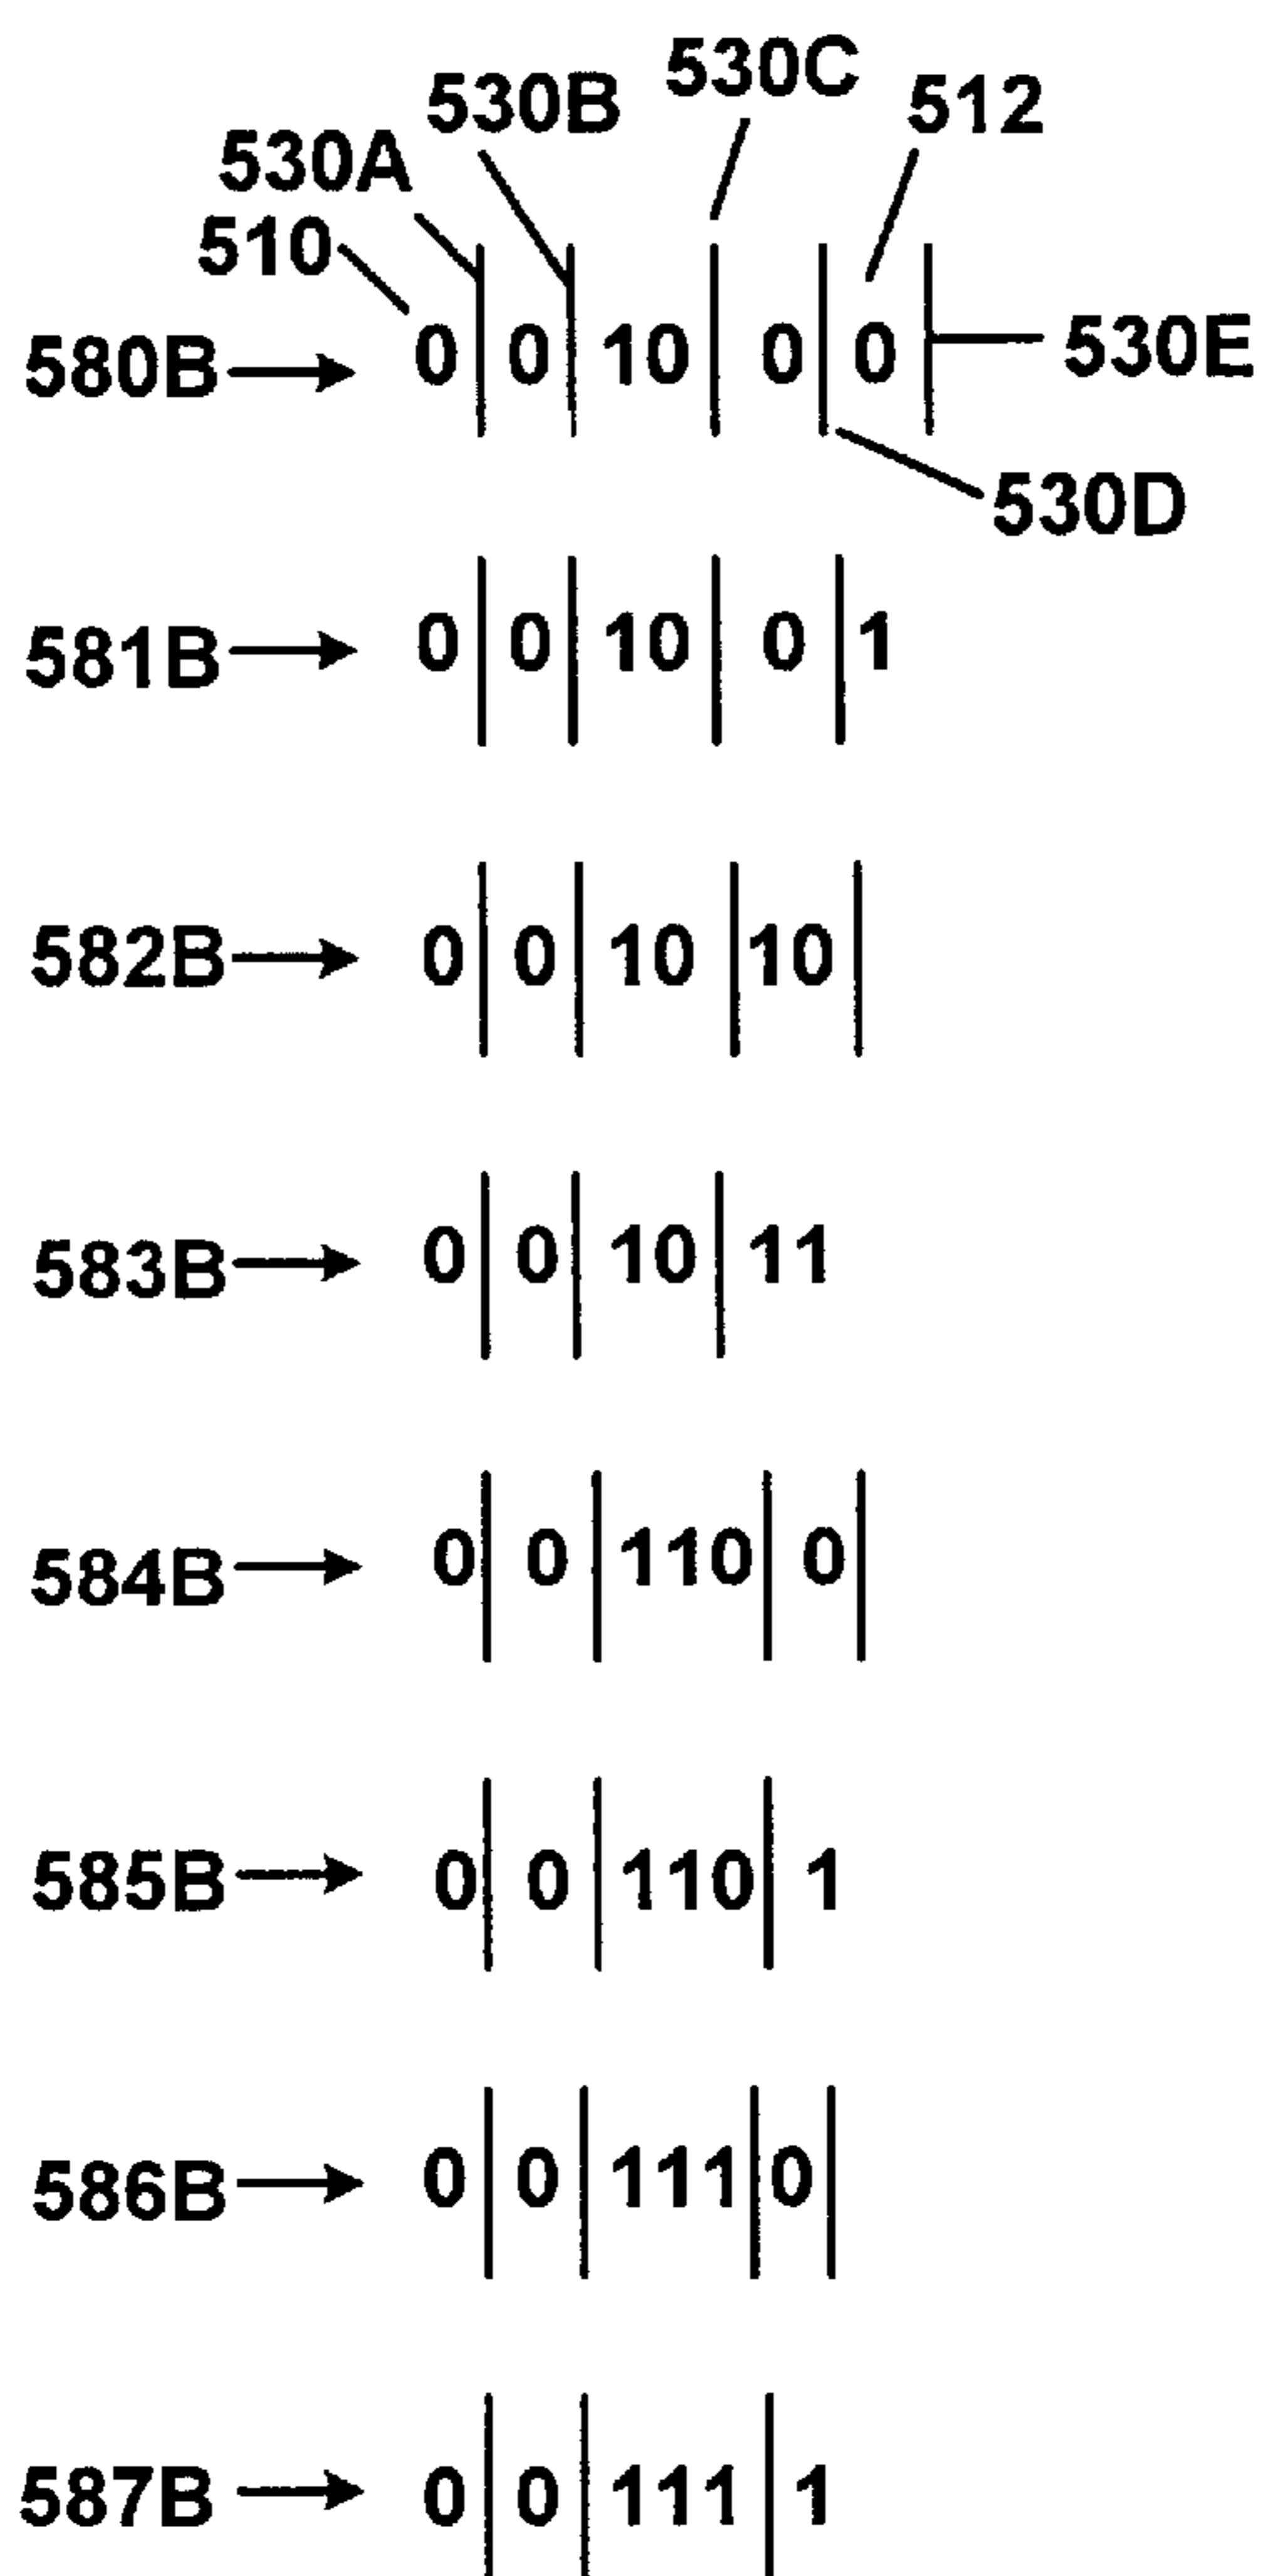 530C
530B 512
530A
510
580B 0 0 10 0 0 530E
530D
581B 0 0 10 0 1
582B 0 0 10 10
583B 0 0 10 11
584B 0 0 110 0
585B 0 0 110 1
586B 0 0 111 0
587B 0 0 111 1